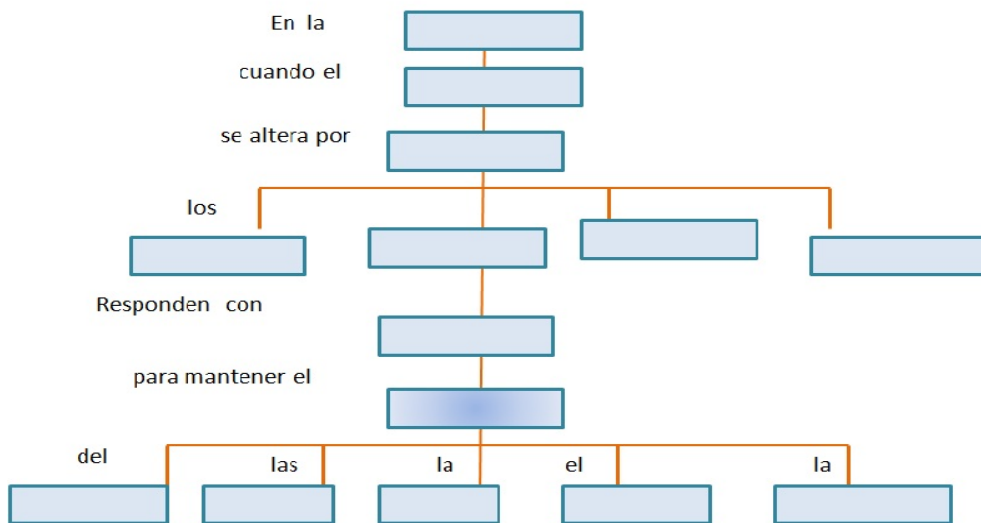 En la
cuando el
se altera por
los
Responden con
para mantener el
del las la el la